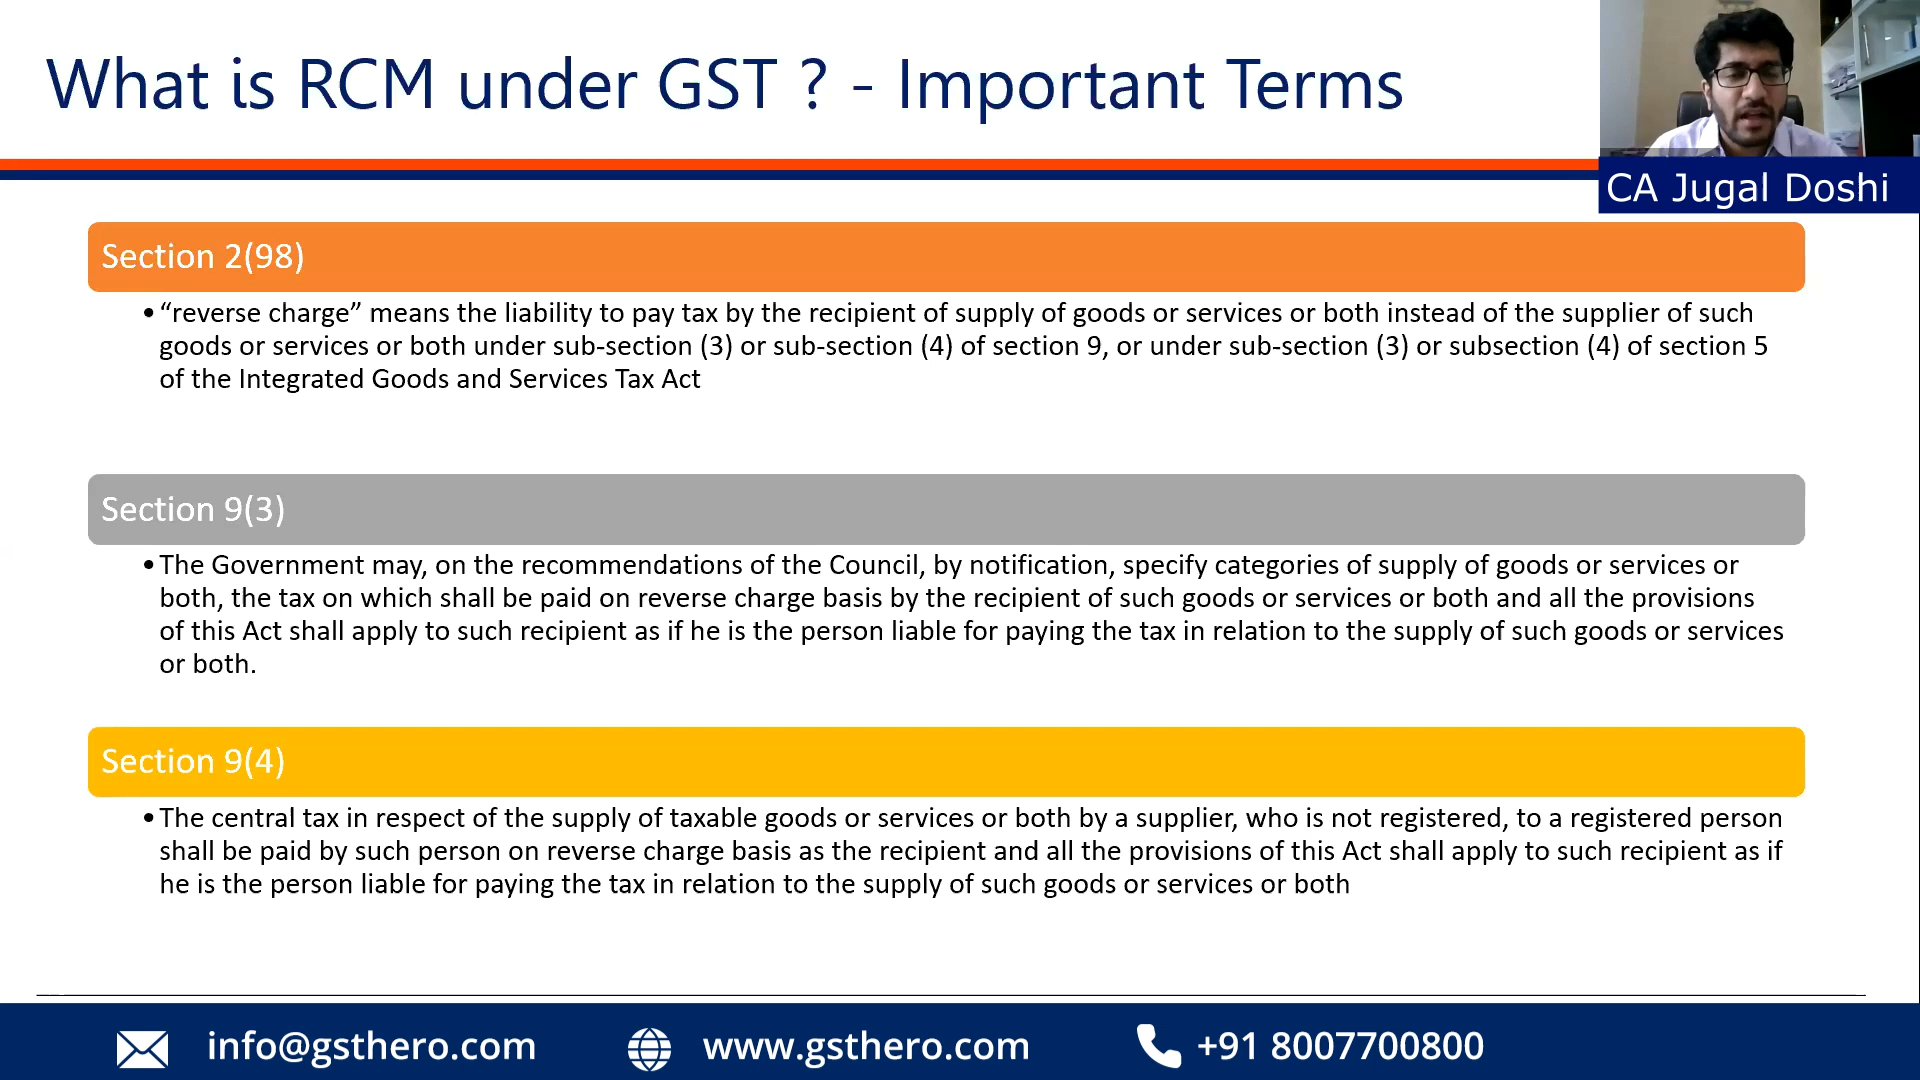 What is RCM under GST ? - Important Terms
CA Jugal Doshi
Section 2(98)
•“reverse charge” means the liability to pay tax by the recipient of supply of goods or services or both instead of the supplier of such
goods or services or both under sub-section (3) or sub-section (4) of section 9, or under sub-section (3) or subsection (4) of section 5
of the Integrated Goods and Services Tax Act
Section 9(3)
•The Government may, on the recommendations of the Council, by notification, specify categories of supply of goods or services or
both, the tax on which shall be paid on reverse charge basis by the recipient of such goods or services or both and all the provisions
of this Act shall apply to such recipient as if he is the person liable for paying the tax in relation to the supply of such goods or services
or both.
Section 9(4)
•The central tax in respect of the supply of taxable goods or services or both by a supplier, who is not registered, to a registered person
shall be paid by such person on reverse charge basis as the recipient and all the provisions of this Act shall apply to such recipient as if
he is the person liable for paying the tax in relation to the supply of such goods or services or both
info@gsthero.com
www.gsthero.com
+91 8007700800